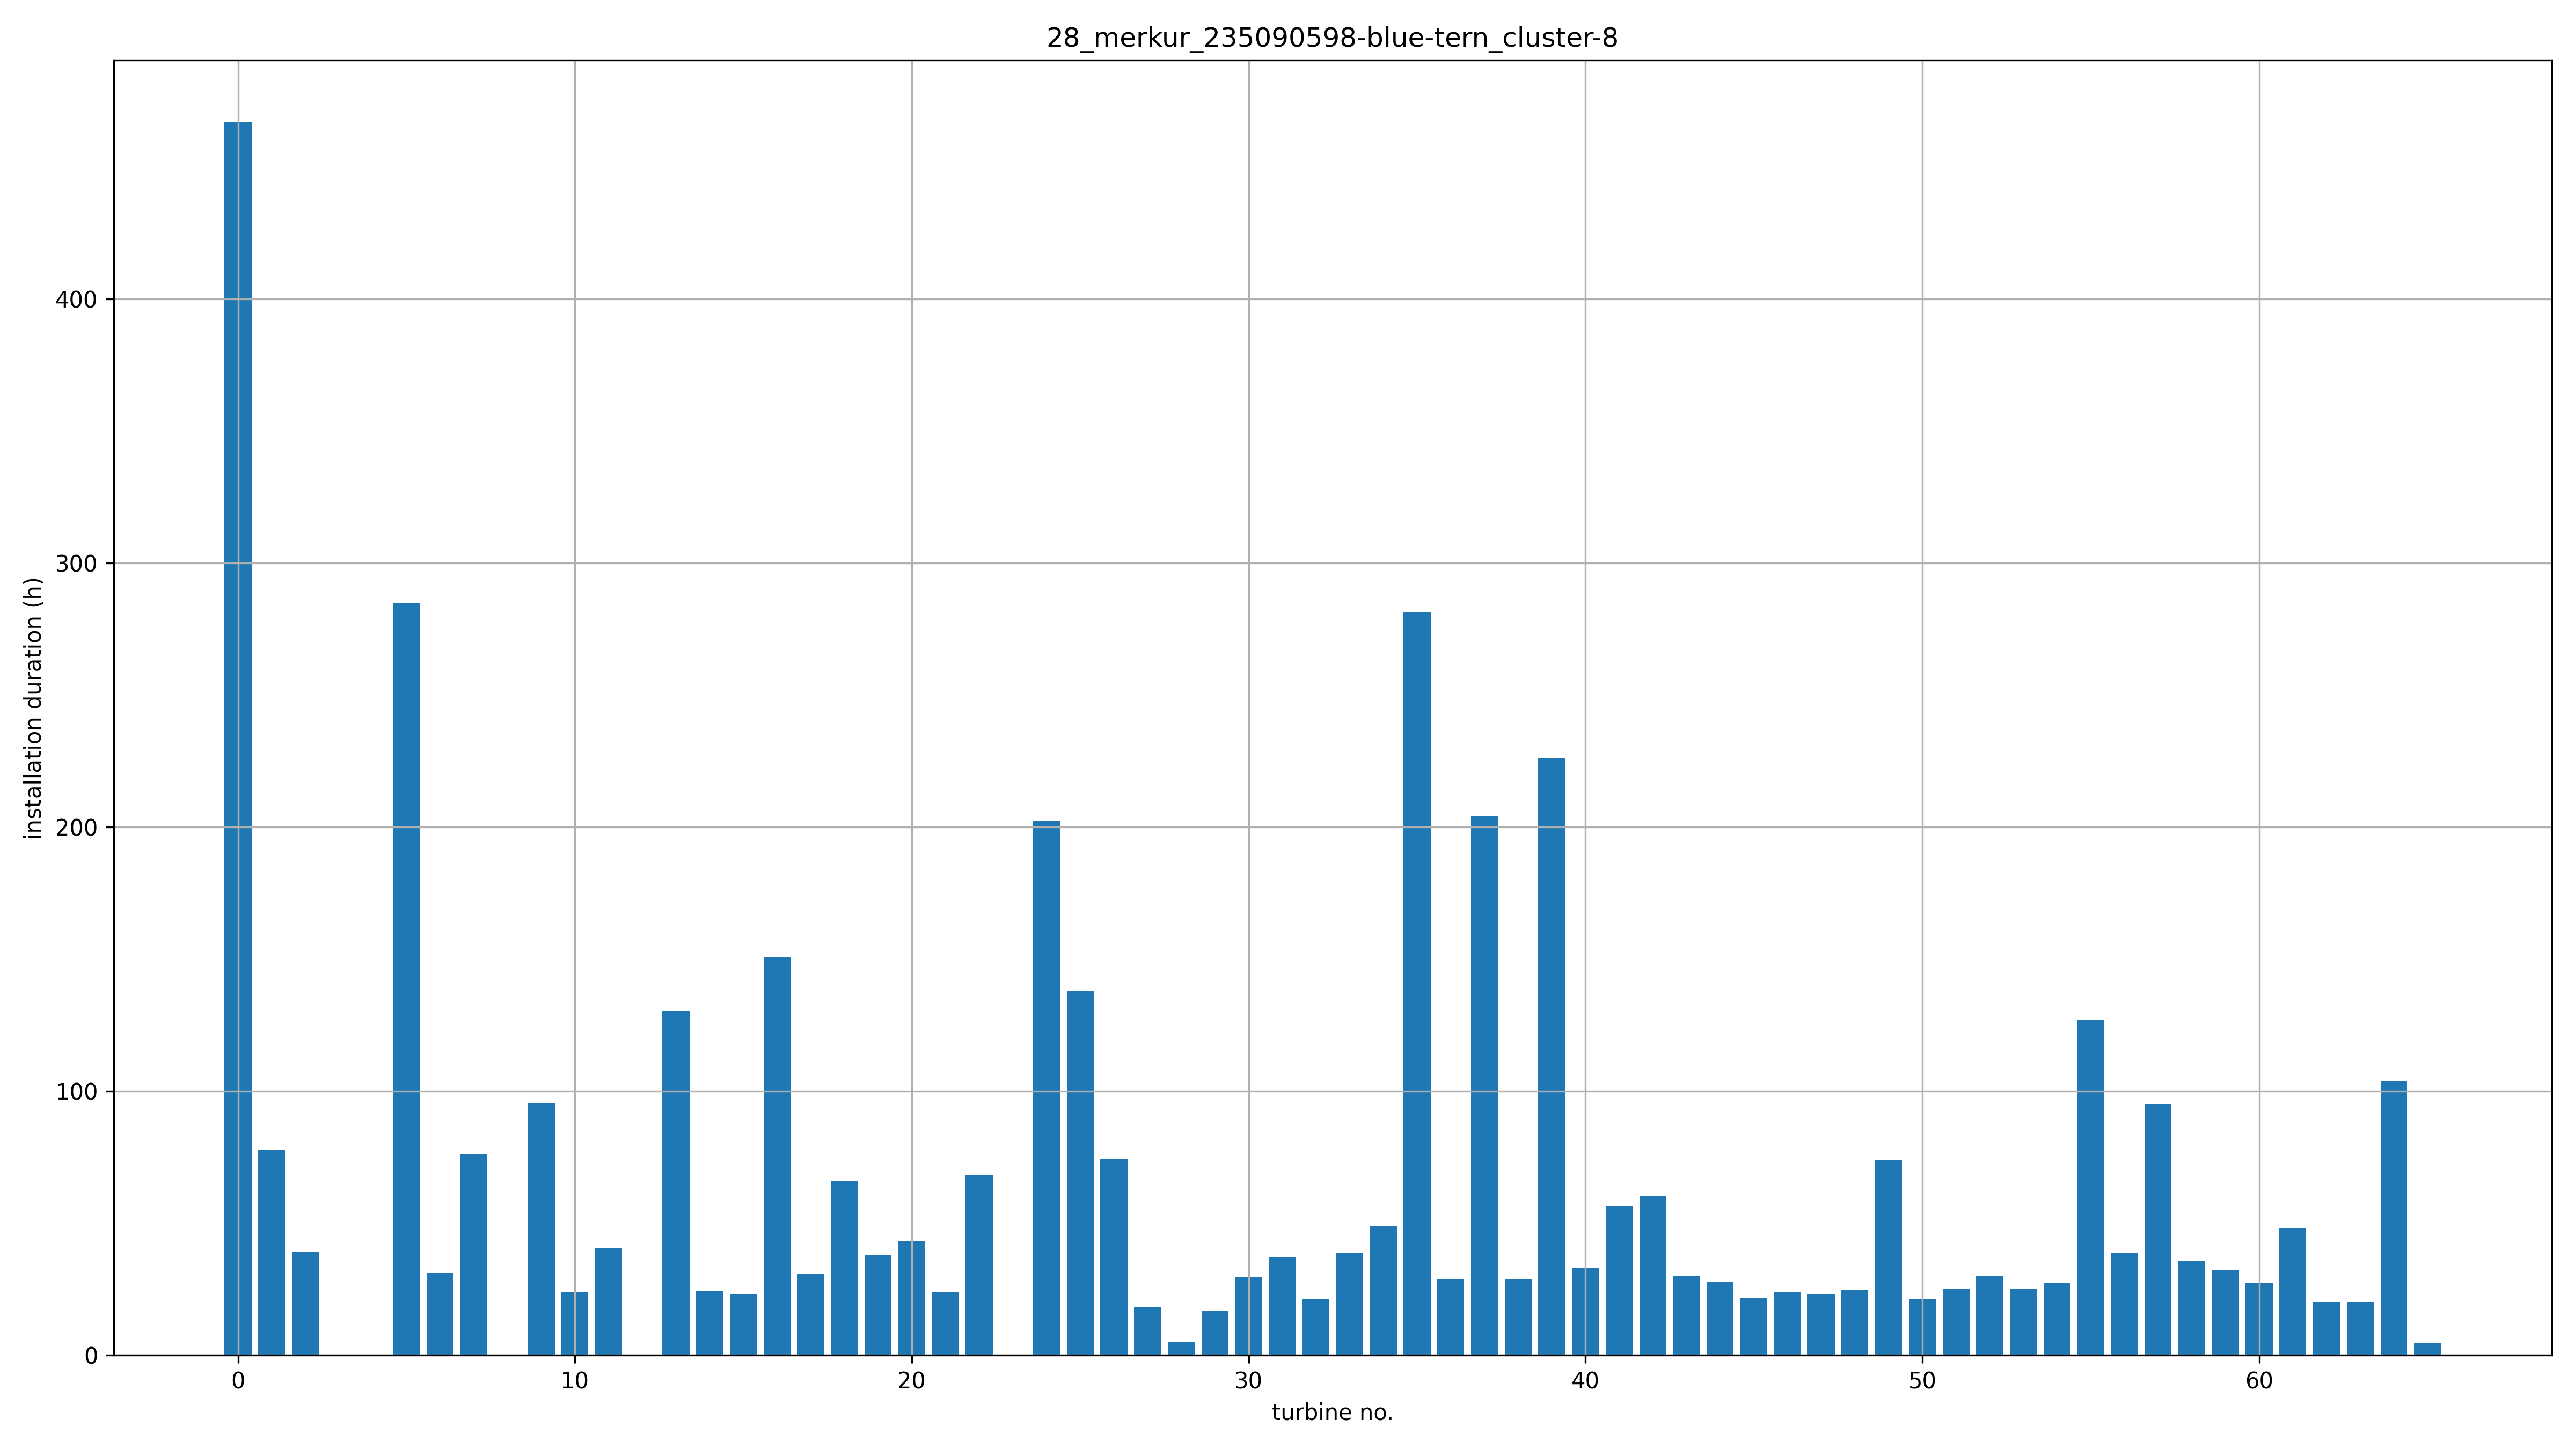 28_merkur_235090598-blue-tern_cluster-8
installation duration (h)
400
300
200
100
0
0 10 20 30 40 50 60
turbine no.